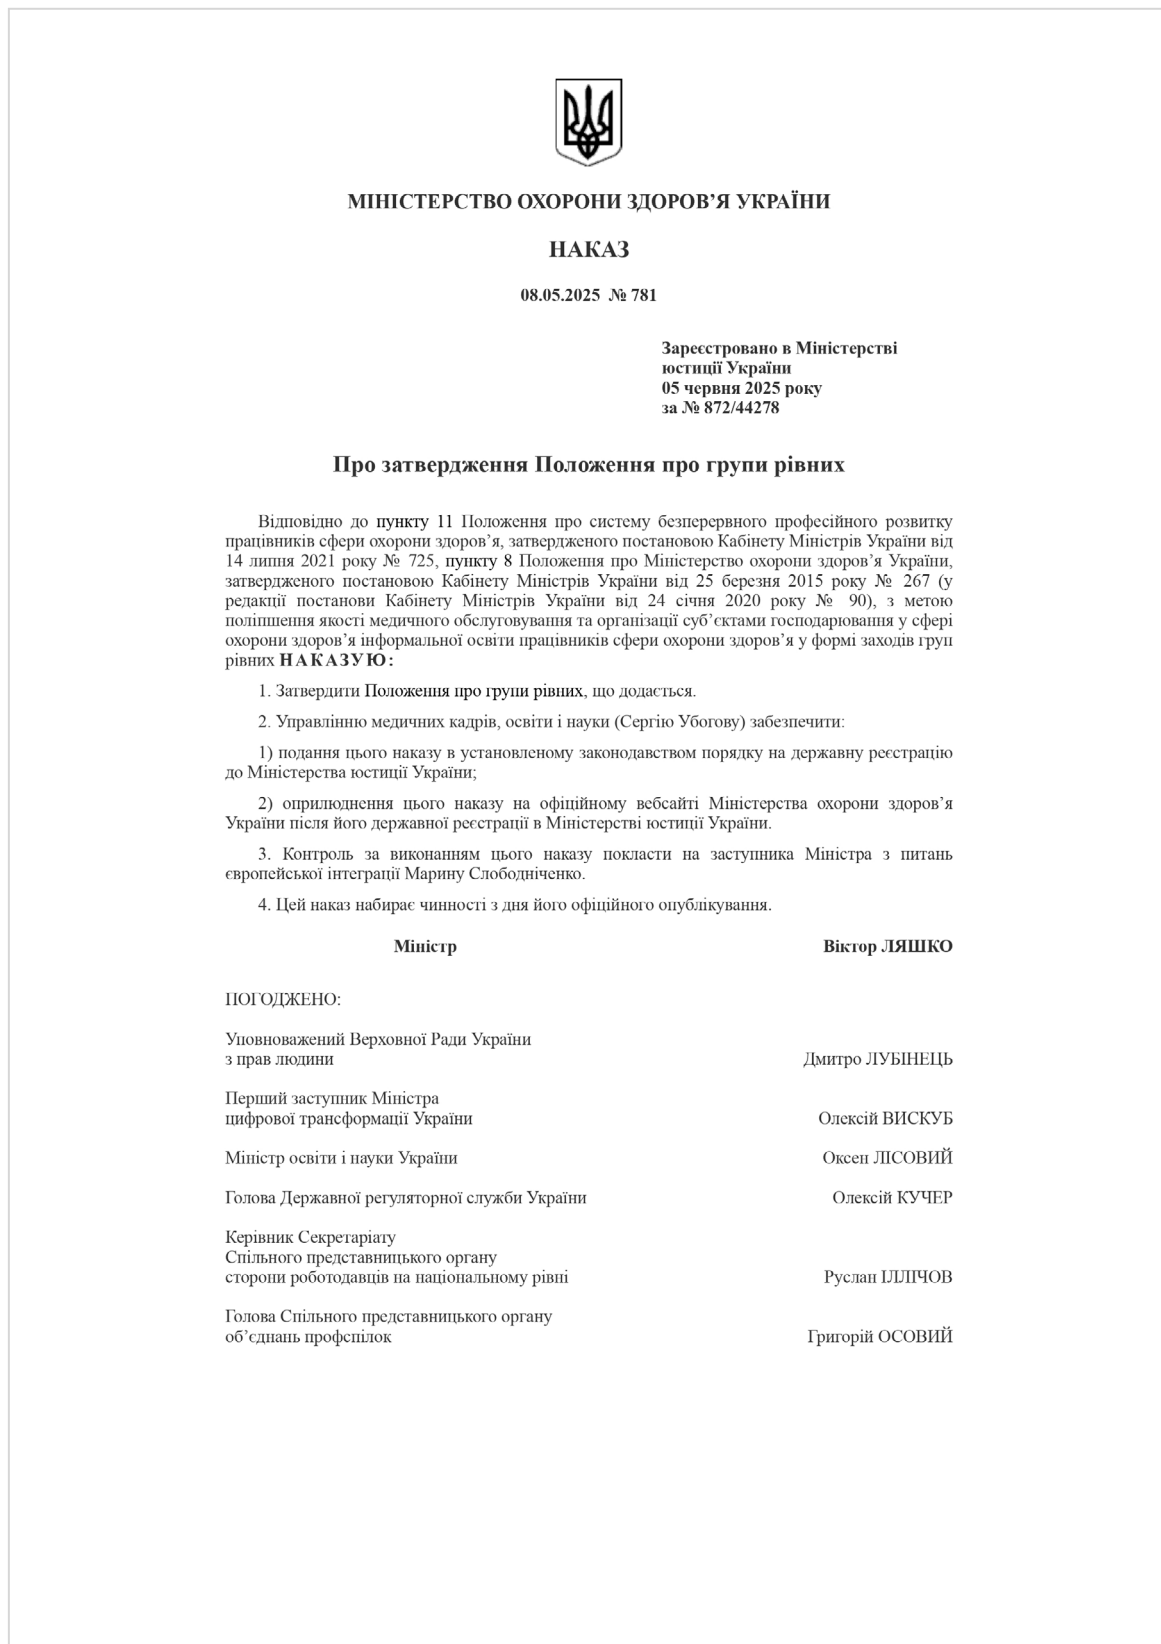 МІНІСТЕРСТВО ОХОРОНИ ЗДОРОВ’Я УКРАЇНИ
НАКАЗ
08.05.2025 № 781
Зареєстровано в Міністерстві
юстиції України
05 червня 2025 року
за № 872/44278
Про затвердження Положення про групи рівних
Відповідно до пункту 11 Положення про систему безперервного професійного розвитку
працівників сфери охорони здоров’я, затвердженого постановою Кабінету Міністрів України від
14 липня 2021 року № 725, пункту 8 Положення про Міністерство охорони здоров’я України,
затвердженого постановою Кабінету Міністрів України від 25 березня 2015 року № 267 (у
редакції постанови Кабінету Міністрів України від 24 січня 2020 року № 90), з метою
поліпшення якості медичного обслуговування та організації суб’єктами господарювання у сфері
охорони здоров’я інформальної освіти працівників сфери охорони здоров’я у формі заходів груп
рівних НАКАЗУЮ:
1. Затвердити Положення про групи рівних, що додається.
2. Управлінню медичних кадрів, освіти і науки (Сергію Убогову) забезпечити:
1) подання цього наказу в установленому законодавством порядку на державну реєстрацію
до Міністерства юстиції України;
2) оприлюднення цього наказу на офіційному вебсайті Міністерства охорони здоров’я
України після його державної реєстрації в Міністерстві юстиції України.
3. Контроль за виконанням цього наказу покласти на заступника Міністра з питань
європейської інтеграції Марину Слободніченко.
4. Цей наказ набирає чинності з дня його офіційного опублікування.
Міністр Віктор ЛЯШКО
ПОГОДЖЕНО:
Уповноважений Верховної Ради України
з прав людини Дмитро ЛУБІНЕЦЬ
Перший заступник Міністра
цифрової трансформації України Олексій ВИСКУБ
Міністр освіти і науки України Оксен ЛІСОВИЙ
Голова Державної регуляторної служби України Олексій КУЧЕР
Керівник Секретаріату
Спільного представницького органу
сторони роботодавців на національному рівні Руслан ІЛЛІЧОВ
Голова Спільного представницького органу
об’єднань профспілок Григорій ОСОВИЙ